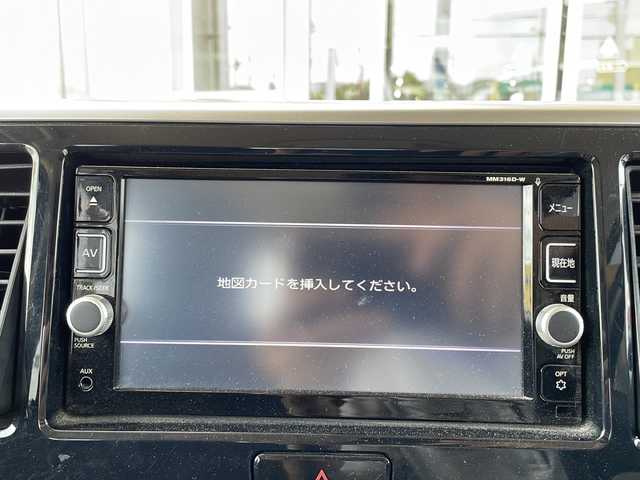 MM316D-W
OPEN
AV
TRACK/SEEK
PUSH
SOURCE
AUX
地図カードを挿入してください。
メニュー
現在地
音量
PUSH
AV OFF
OPT